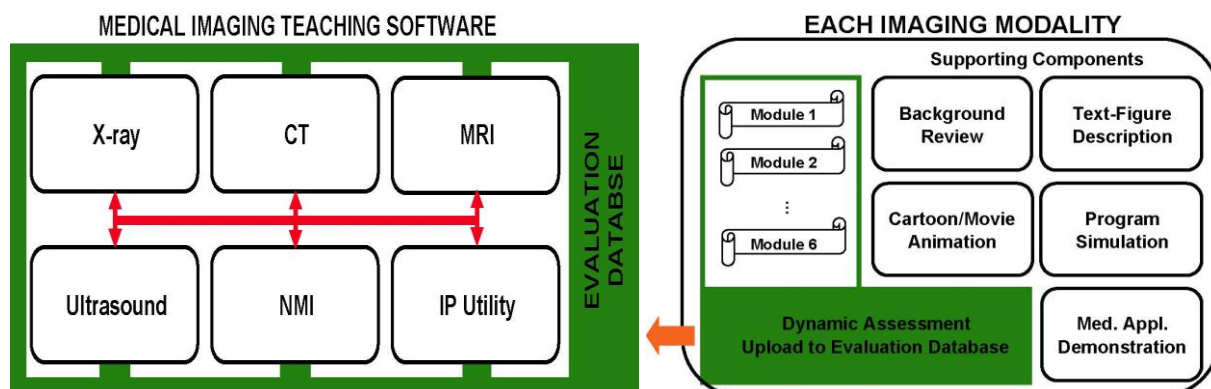 MEDICAL IMAGING TEACHING SOFTWARE
X-ray
CT
MRI
Ultrasound
NMI
IP Utility
EVALUATION
DATABSE
EACH IMAGING MODALITY
Supporting Components
Module 1
Module 2
...
Module 6
Background
Review
Text-Figure
Description
Cartoon/Movie
Animation
Program
Simulation
Dynamic Assessment
Upload to Evaluation Database
Med. Appl.
Demonstration